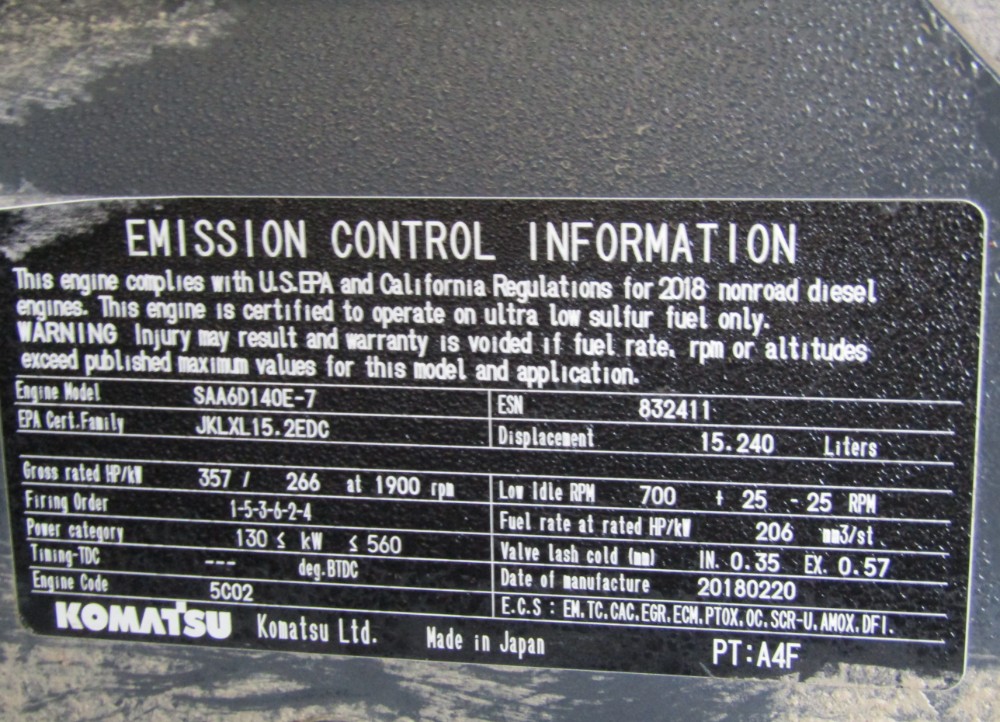 EMISSION CONTROL INFORMATION
This engine complies with U.S.EPA and California Regulations for 2018 nonroad diesel
engines. This engine is certified to operate on ultra low sulfur fuel only.
WARNING Injury may result and warranty is voided if fuel rate, rpm or altitudes
exceed published maximum values for this model and application.
Engine Model SAA6D140E-7 ESN 832411
EPA Cert.Family JKLXL15.2EDC Displacement 15.240 Liters
Gross rated HP/kW 357 / 266 at 1900 rpm Low Idle RPM 700 + 25 - 25 RPM
Firing Order 1-5-3-6-2-4 Fuel rate at rated HP/kW 206 mm3/st
Power category 130 ≤ kW ≤ 560 Valve lash cold (mm) IN. 0.35 EX. 0.57
Timing-TDC --- deg.BTDC Date of manufacture 20180220
Engine Code 5C02 E.C.S : EM.TC.CAC.EGR.ECM.PTOX.OC.SCR-U.AMOX.DFI.
KOMATSU Komatsu Ltd. Made in Japan PT:A4F